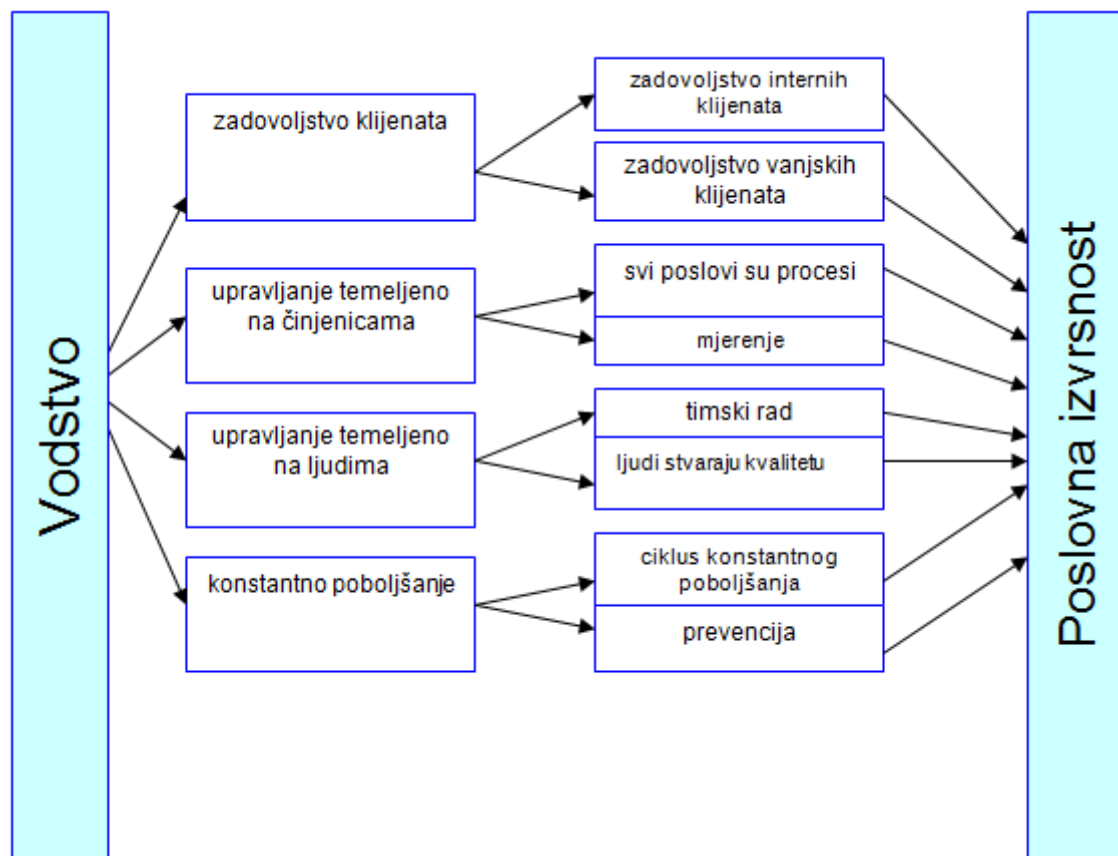 Vodstvo
zadovoljstvo klijenata
upravljanje temeljeno
na činjenicama
upravljanje temeljeno
na ljudima
konstantno poboljšanje
zadovoljstvo internih
klijenata
zadovoljstvo vanjskih
klijenata
svi poslovi su procesi
mjerenje
timski rad
ljudi stvaraju kvalitetu
ciklus konstantnog
poboljšanja
prevencija
Poslovna izvrsnost